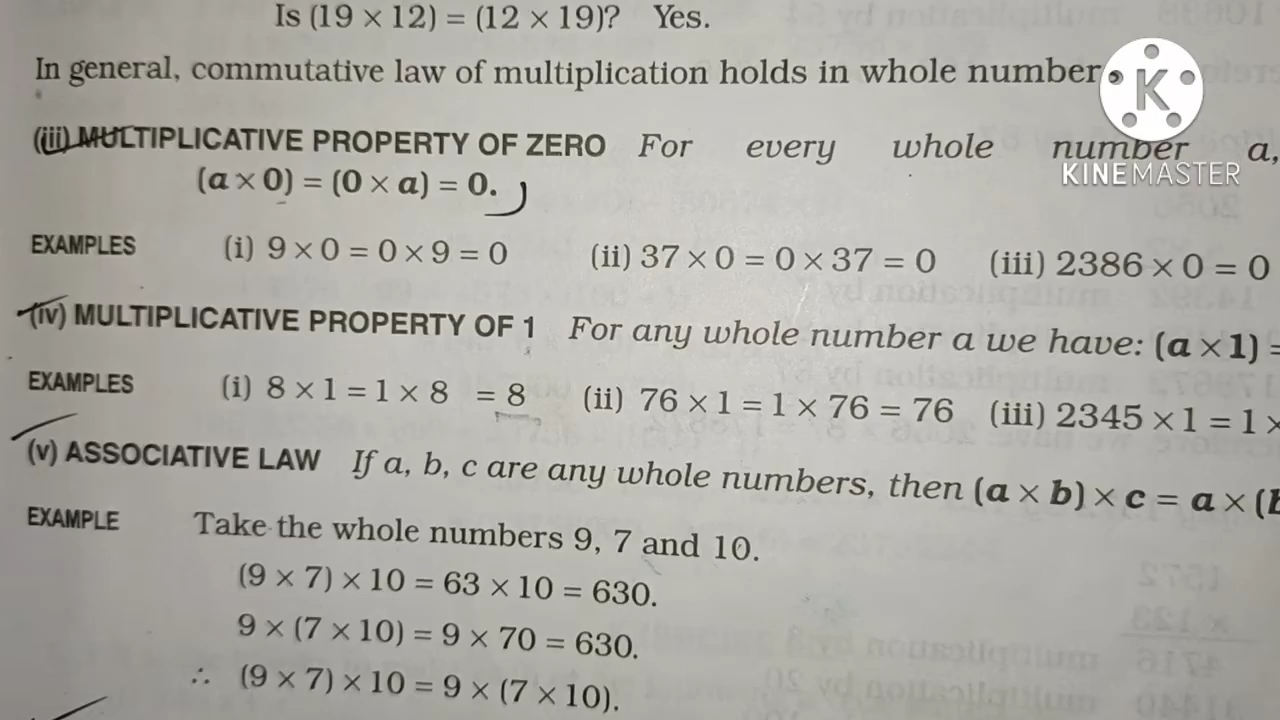 Is (19 × 12) = (12 × 19)? Yes.
In general, commutative law of multiplication holds in whole number
K
KINEMASTER
(iii) MULTIPLICATIVE PROPERTY OF ZERO For every whole number a,
(a × 0) = (0 × a) = 0.
EXAMPLES (i) 9 × 0 = 0 × 9 = 0 (ii) 37 × 0 = 0 × 37 = 0 (iii) 2386 × 0 = 0
(iv) MULTIPLICATIVE PROPERTY OF 1 For any whole number a we have: (a × 1) =
EXAMPLES (i) 8 × 1 = 1 × 8 = 8 (ii) 76 × 1 = 1 × 76 = 76 (iii) 2345 × 1 = 1 ×
(v) ASSOCIATIVE LAW If a, b, c are any whole numbers, then (a × b) × c = a × (b
EXAMPLE Take the whole numbers 9, 7 and 10.
(9 × 7) × 10 = 63 × 10 = 630.
9 × (7 × 10) = 9 × 70 = 630.
∴ (9 × 7) × 10 = 9 × (7 × 10).